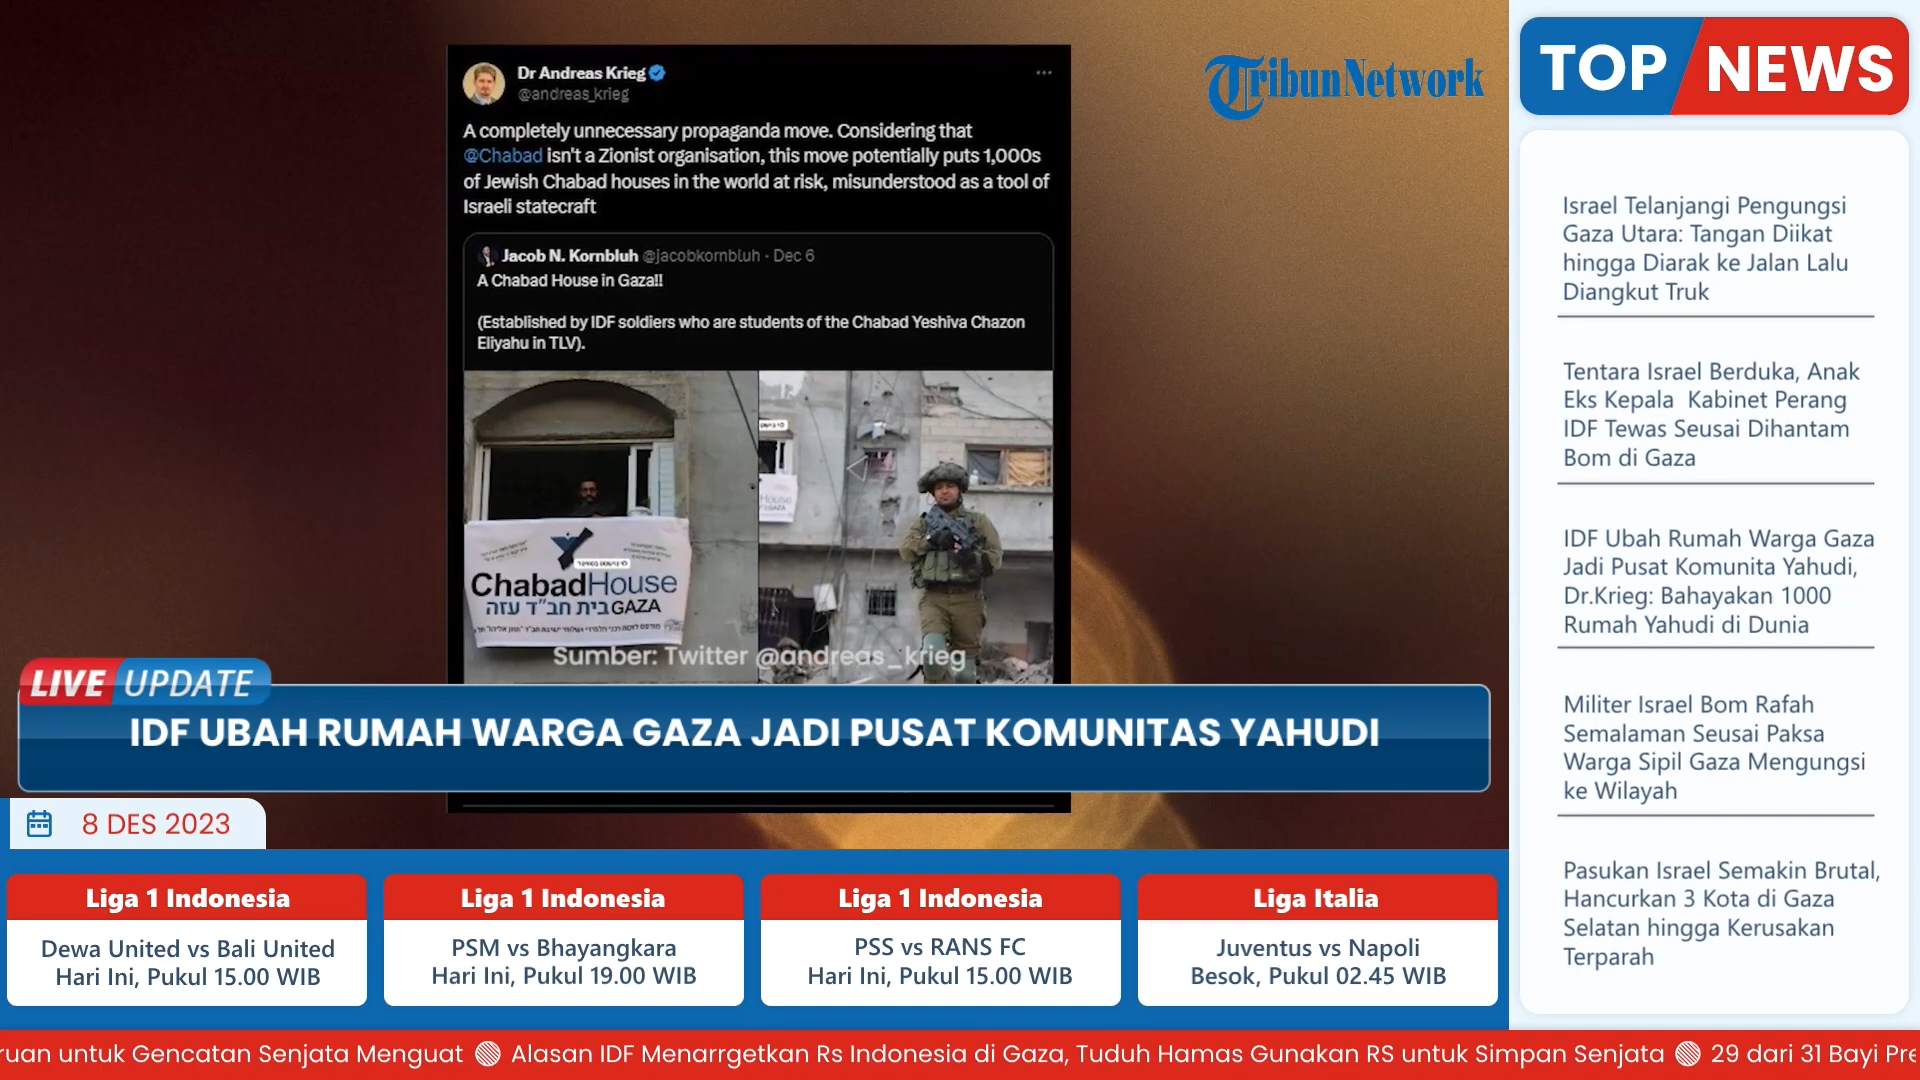 Dr Andreas Krieg
@andreas_krieg
A completely unnecessary propaganda move. Considering that
@Chabad isn't a Zionist organisation, this move potentially puts 1,000s
of Jewish Chabad houses in the world at risk, misunderstood as a tool of
Israeli statecraft
Jacob N. Kornbluh @jacobkornbluh · Dec 6
A Chabad House in Gaza!!
(Established by IDF soldiers who are students of the Chabad Yeshiva Chazon
Eliyahu in TLV).
ChabadHouse
בית חב"ד עזה GAZA
House
GAZA
Sumber: Twitter @andreas_krieg
TribunNetwork
LIVE UPDATE
IDF UBAH RUMAH WARGA GAZA JADI PUSAT KOMUNITAS YAHUDI
8 DES 2023
Liga 1 Indonesia
Dewa United vs Bali United
Hari Ini, Pukul 15.00 WIB
Liga 1 Indonesia
PSM vs Bhayangkara
Hari Ini, Pukul 19.00 WIB
Liga 1 Indonesia
PSS vs RANS FC
Hari Ini, Pukul 15.00 WIB
Liga Italia
Juventus vs Napoli
Besok, Pukul 02.45 WIB
TOP NEWS
Israel Telanjangi Pengungsi
Gaza Utara: Tangan Diikat
hingga Diarak ke Jalan Lalu
Diangkut Truk
Tentara Israel Berduka, Anak
Eks Kepala Kabinet Perang
IDF Tewas Seusai Dihantam
Bom di Gaza
IDF Ubah Rumah Warga Gaza
Jadi Pusat Komunita Yahudi,
Dr.Krieg: Bahayakan 1000
Rumah Yahudi di Dunia
Militer Israel Bom Rafah
Semalaman Seusai Paksa
Warga Sipil Gaza Mengungsi
ke Wilayah
Pasukan Israel Semakin Brutal,
Hancurkan 3 Kota di Gaza
Selatan hingga Kerusakan
Terparah
ruan untuk Gencatan Senjata Menguat Alasan IDF Menarrgetkan Rs Indonesia di Gaza, Tuduh Hamas Gunakan RS untuk Simpan Senjata 29 dari 31 Bayi Pre